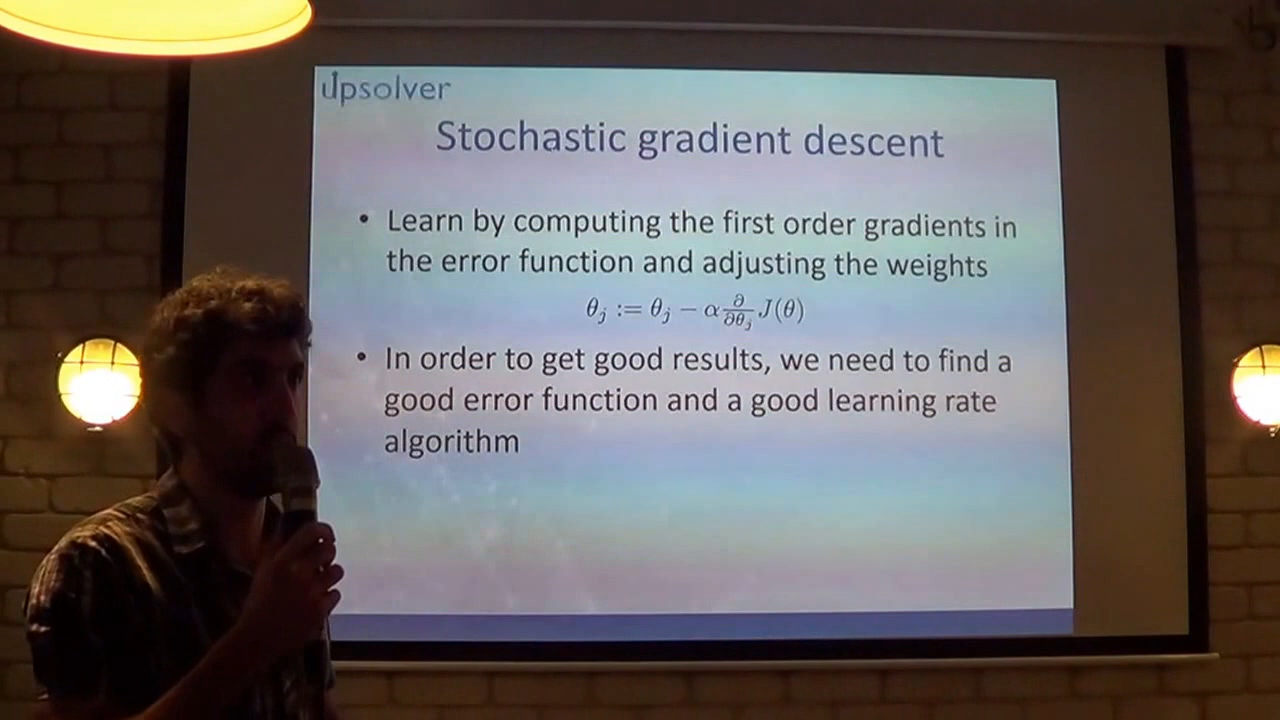 upsolver
Stochastic gradient descent
• Learn by computing the first order gradients in
the error function and adjusting the weights
θj := θj − α ∂/∂θj J(θ)
• In order to get good results, we need to find a
good error function and a good learning rate
algorithm